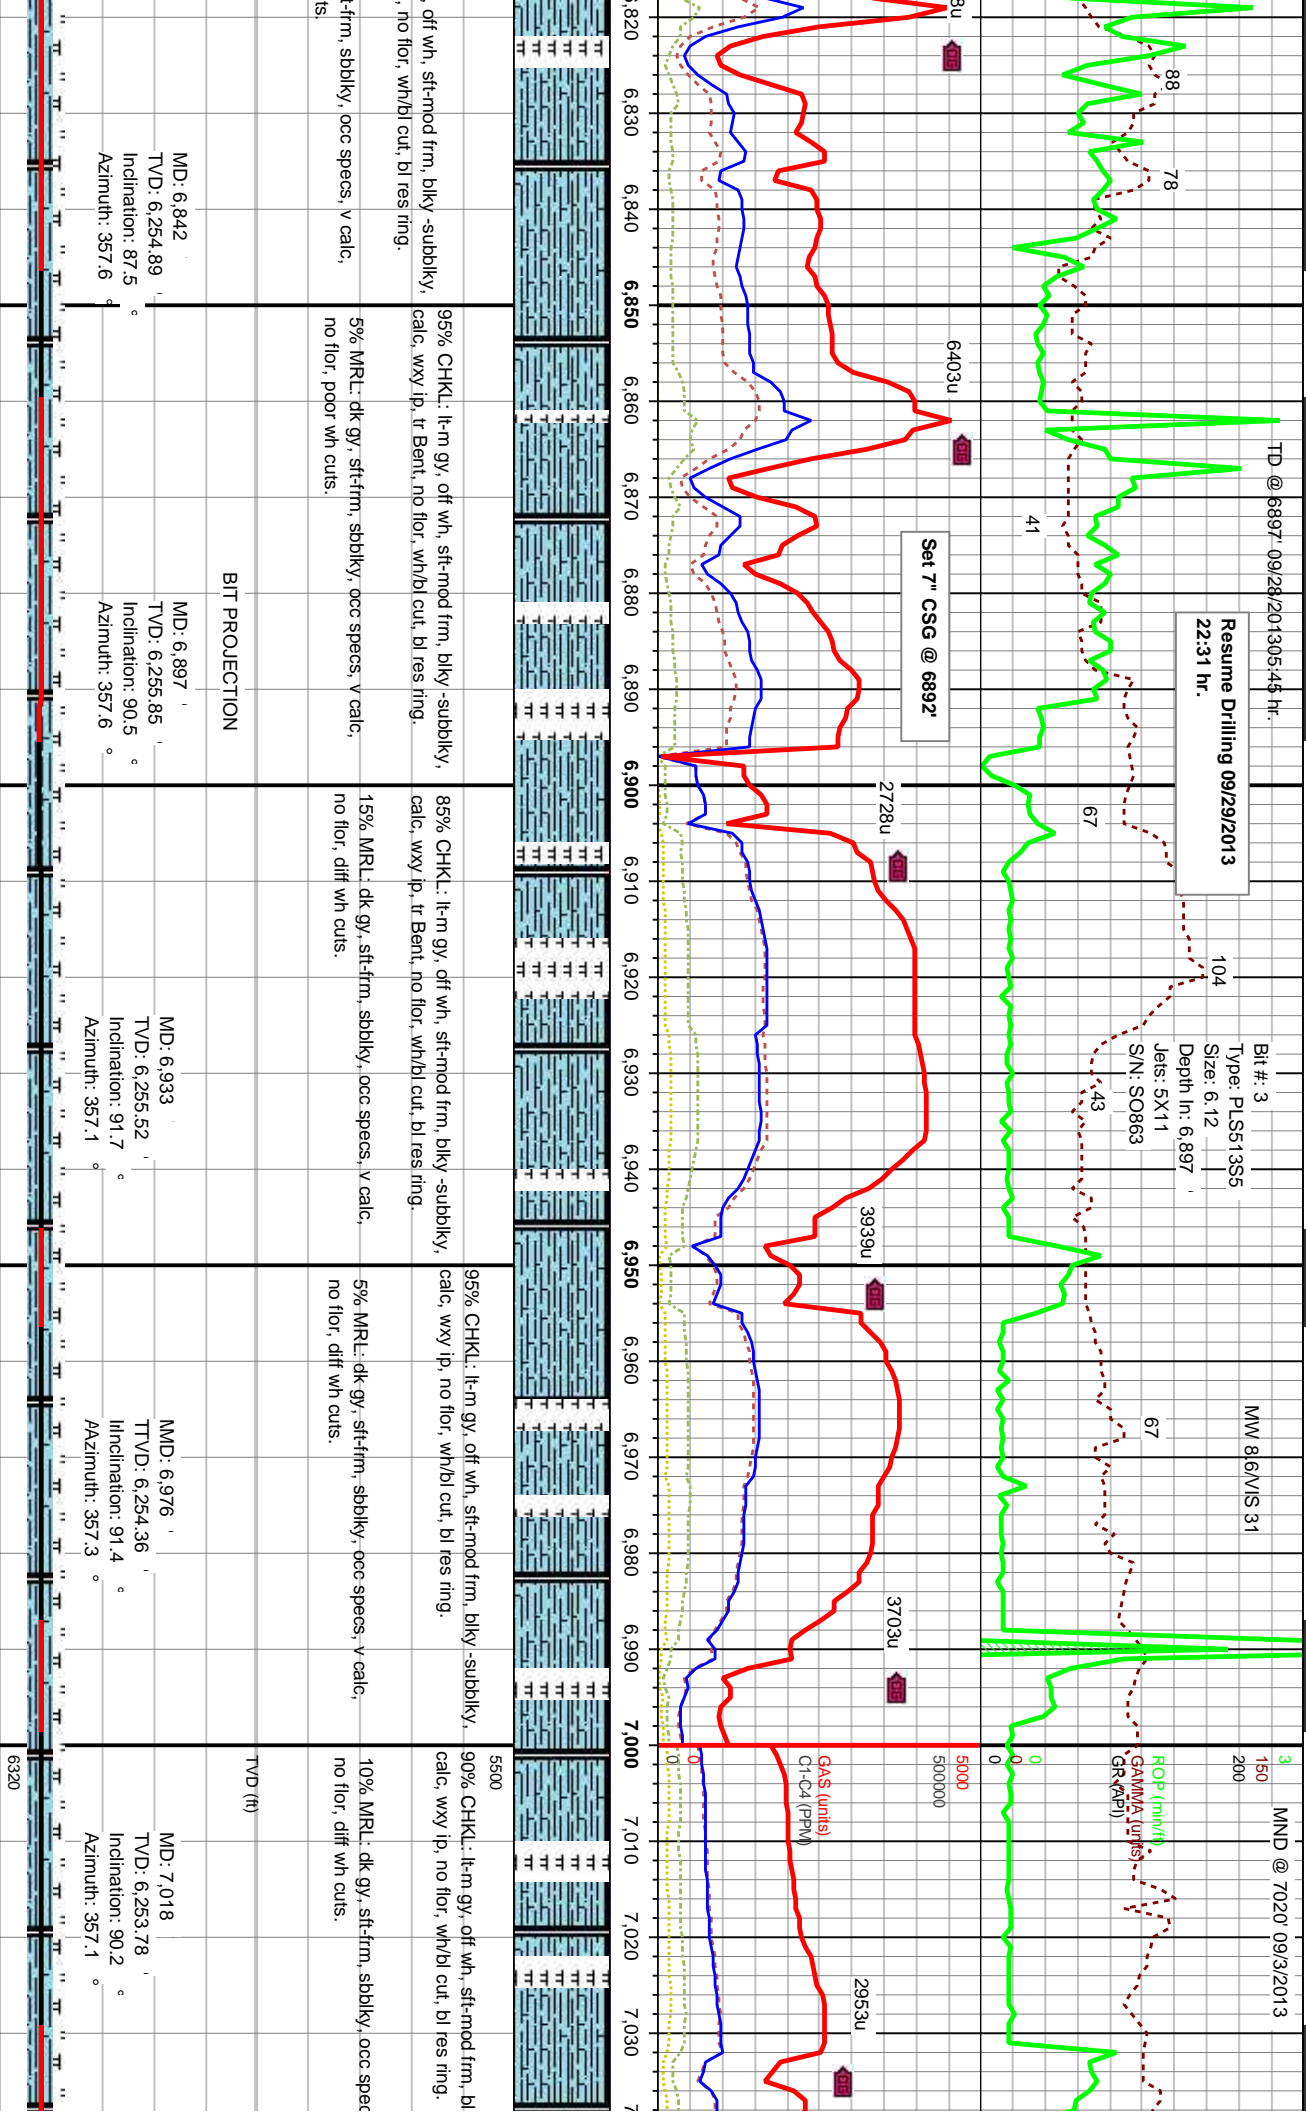 TD @ 6897' 09/28/201305:45 hr.
Resume Drilling 09/29/2013
22:31 hr.
Bit #: 3
Type: PLS513S5
Size: 6.12
Depth In: 6,897 '
Jets: 5X11
S/N: SO863
MW 8.6/VIS 31
MND @ 7020' 09/3/2013
88
78
41
67
104
43
67
3
150
200
ROP (min/ft)
GAMMA (units)
GR (API)
0
0
0
5000
500000
GAS (units)
C1-C4 (PPM)
0
0
8u
6403u
Set 7" CSG @ 6892'
2728u
3939u
3703u
2953u
6,820
6,830
6,840
6,850
6,860
6,870
6,880
6,890
6,900
6,910
6,920
6,930
6,940
6,950
6,960
6,970
6,980
6,990
7,000
7,010
7,020
7,030
, off wh, sft-mod frm, blky -subblky,
, no flor, wh/bl cut, bl res ring.
t-frm, sbblky, occ specs, v calc,
ts.
95% CHKL: lt-m gy, off wh, sft-mod frm, blky -subblky,
calc, wxy ip, tr Bent, no flor, wh/bl cut, bl res ring.
5% MRL: dk gy, sft-frm, sbblky, occ specs, v calc,
no flor, poor wh cuts.
85% CHKL: lt-m gy, off wh, sft-mod frm, blky -subblky,
calc, wxy ip, tr Bent, no flor, wh/bl cut, bl res ring.
15% MRL: dk gy, sft-frm, sbblky, occ specs, v calc,
no flor, diff wh cuts.
95% CHKL: lt-m gy, off wh, sft-mod frm, blky -subblky,
calc, wxy ip, no flor, wh/bl cut, bl res ring.
5% MRL: dk gy, sft-frm, sbblky, occ specs, v calc,
no flor, diff wh cuts.
5500
90% CHKL: lt-m gy, off wh, sft-mod frm, bl
calc, wxy ip, no flor, wh/bl cut, bl res ring.
10% MRL: dk gy, sft-frm, sbblky, occ spec
no flor, diff wh cuts.
TVD (ft)
6320
MD: 6,842 '
TVD: 6,254.89 '
Inclination: 87.5 °
Azimuth: 357.6 °
BIT PROJECTION
MD: 6,897 '
TVD: 6,255.85 '
Inclination: 90.5 °
Azimuth: 357.6 °
MD: 6,933 '
TVD: 6,255.52 '
Inclination: 91.7 °
Azimuth: 357.1 °
MMD: 6,976 '
TTVD: 6,254.36 '
IInclination: 91.4 °
AAzimuth: 357.3 °
MD: 7,018 '
TVD: 6,253.78 '
Inclination: 90.2 °
Azimuth: 357.1 °